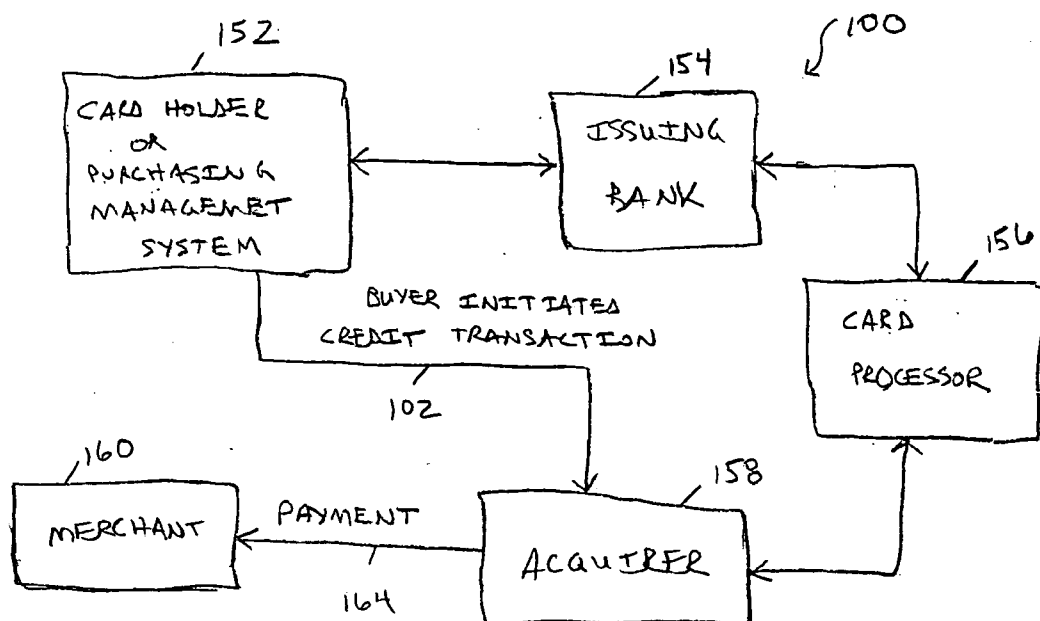 152
100
154
CARD HOLDER
OR
PURCHASING
MANAGEMET
SYSTEM
ISSUING
BANK
156
CARD
PROCESSOR
BUYER INITIATED
CREDIT TRANSACTION
102
160
MERCHANT
PAYMENT
164
158
ACQUIRER